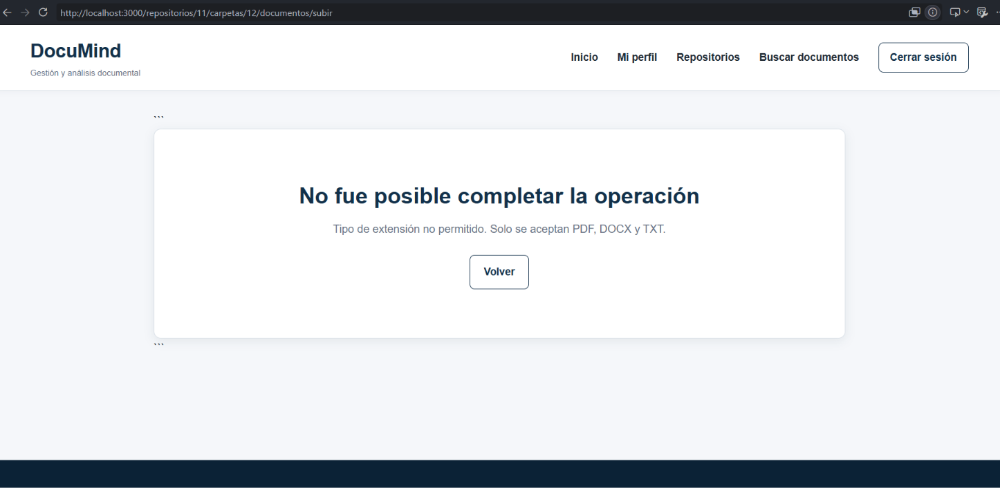 http://localhost:3000/repositorios/11/carpetas/12/documentos/subir
DocuMind
Gestión y análisis documental
Inicio Mi perfil Repositorios Buscar documentos Cerrar sesión
```
No fue posible completar la operación
Tipo de extensión no permitido. Solo se aceptan PDF, DOCX y TXT.
Volver
```